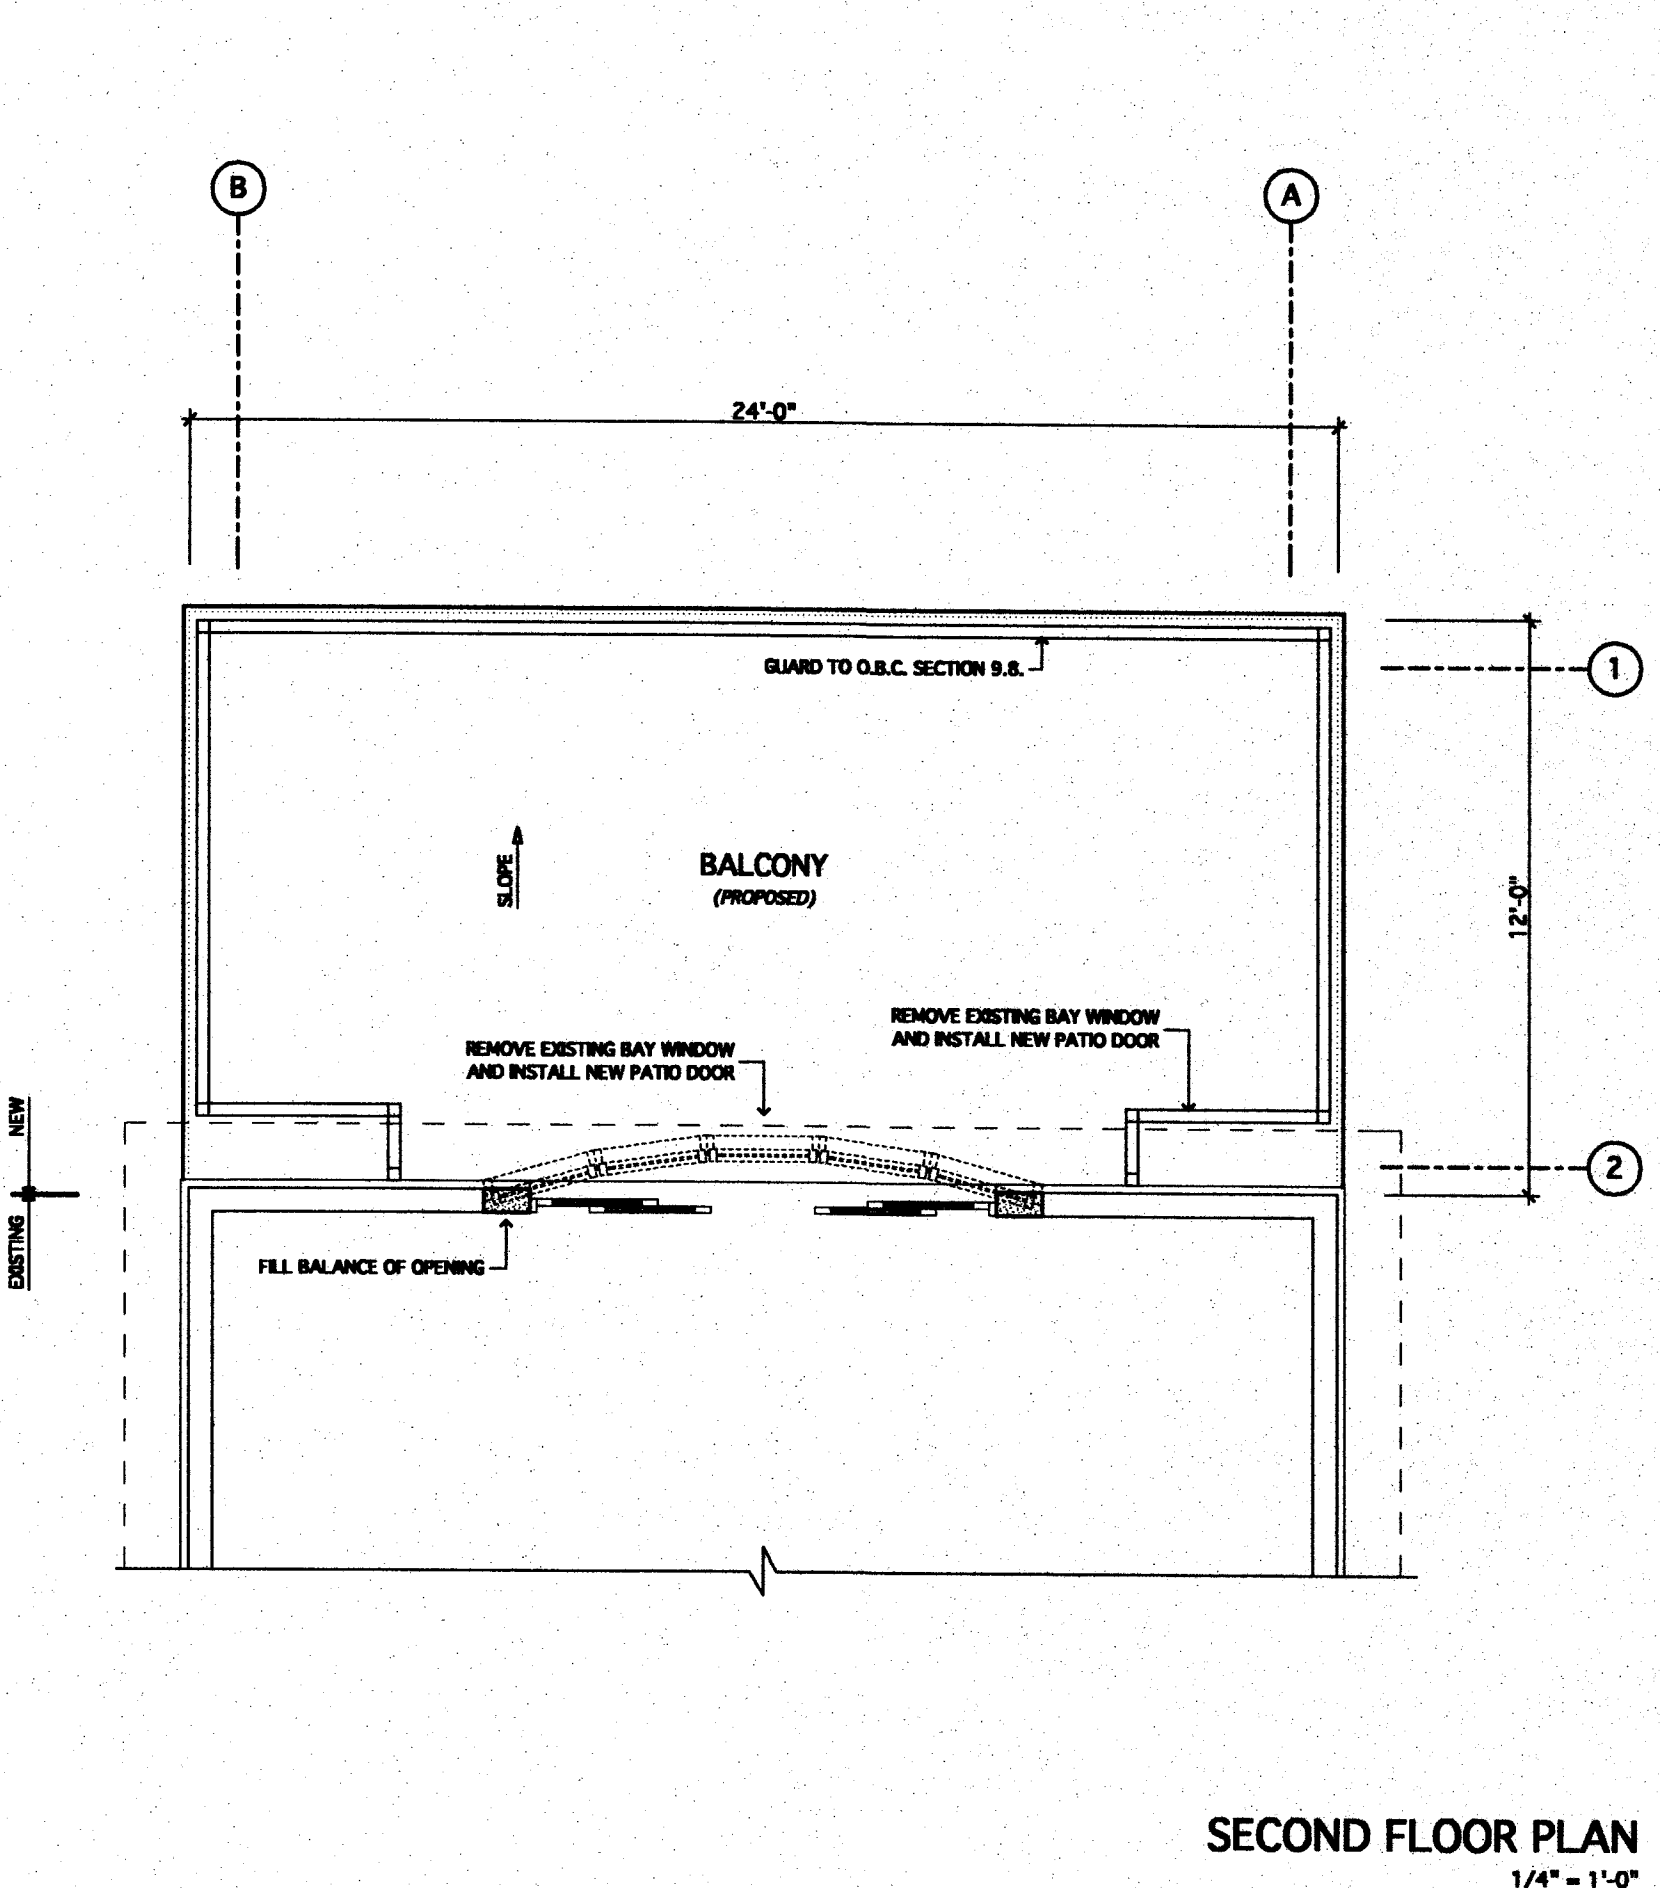 B
A
24'-0"
GUARD TO O.B.C. SECTION 9.8.
1
SLOPE
BALCONY
(PROPOSED)
12'-0"
REMOVE EXISTING BAY WINDOW
AND INSTALL NEW PATIO DOOR
REMOVE EXISTING BAY WINDOW
AND INSTALL NEW PATIO DOOR
NEW
EXISTING
2
FILL BALANCE OF OPENING
SECOND FLOOR PLAN
1/4" = 1'-0"